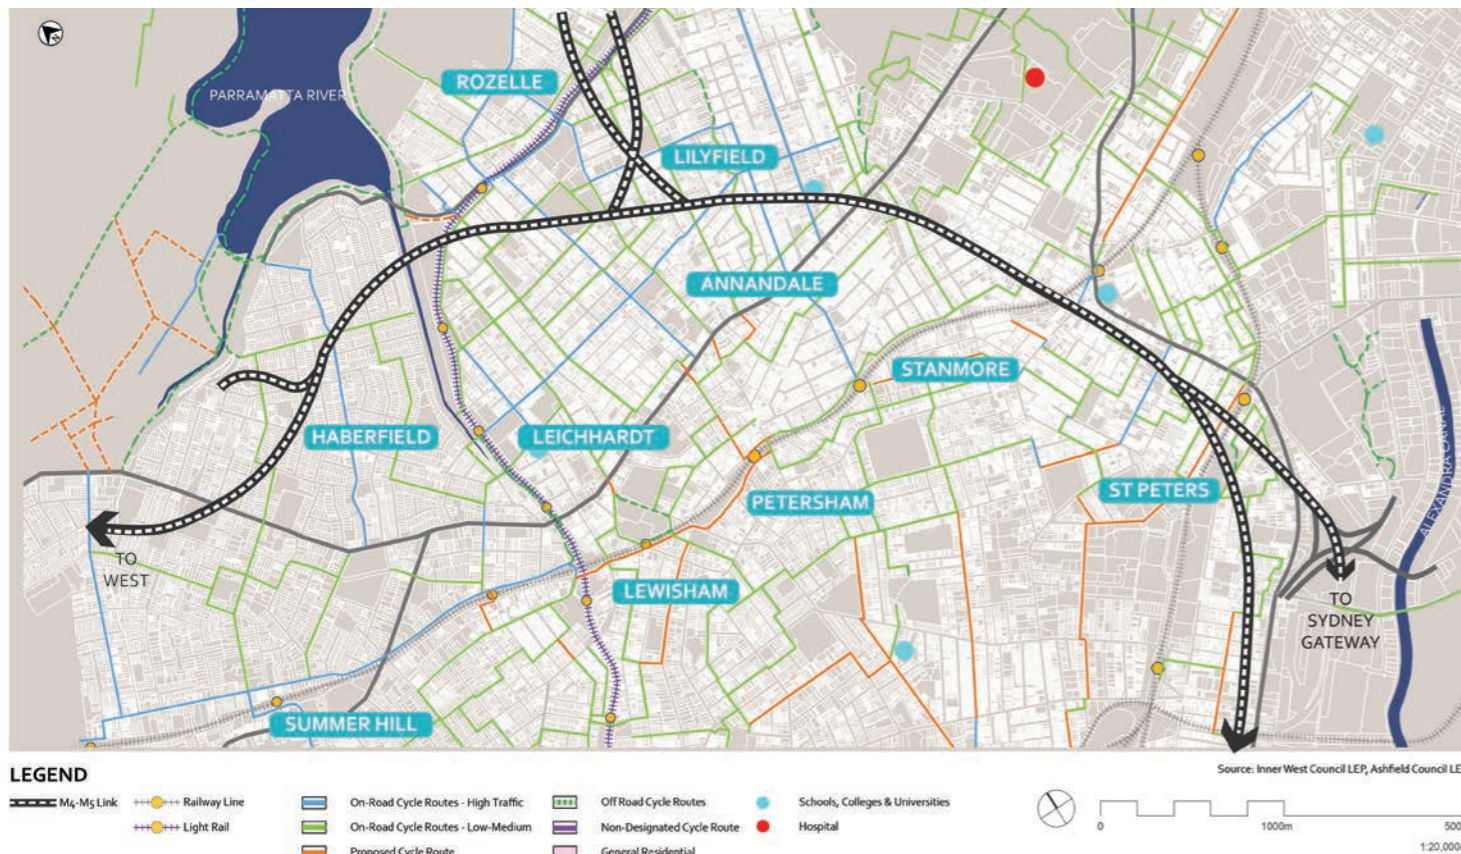 ROZELLE
PARRAMATTA RIVER
LILYFIELD
ANNANDALE
STANMORE
HABERFIELD
LEICHHARDT
ST PETERS
PETERSHAM
ALEXANDRA CANAL
TO
WEST
LEWISHAM
TO
SYDNEY
GATEWAY
SUMMER HILL
LEGEND
Source: Inner West Council LEP, Ashfield Council LE
M4-M5 Link
Railway Line
On-Road Cycle Routes - High Traffic
Off Road Cycle Routes
Schools, Colleges & Universities
Light Rail
On-Road Cycle Routes - Low-Medium
Non-Designated Cycle Route
Hospital
0
1000m
500
Proposed Cycle Route
General Residential
1:20,000